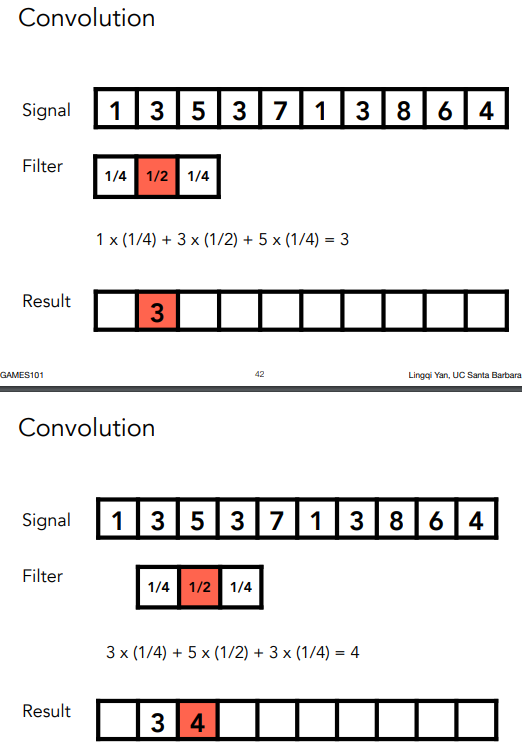 Convolution
Signal 1 3 5 3 7 1 3 8 6 4
Filter 1/4 1/2 1/4
1 x (1/4) + 3 x (1/2) + 5 x (1/4) = 3
Result 3
GAMES101 42 Lingqi Yan, UC Santa Barbara
Convolution
Signal 1 3 5 3 7 1 3 8 6 4
Filter 1/4 1/2 1/4
3 x (1/4) + 5 x (1/2) + 3 x (1/4) = 4
Result 3 4